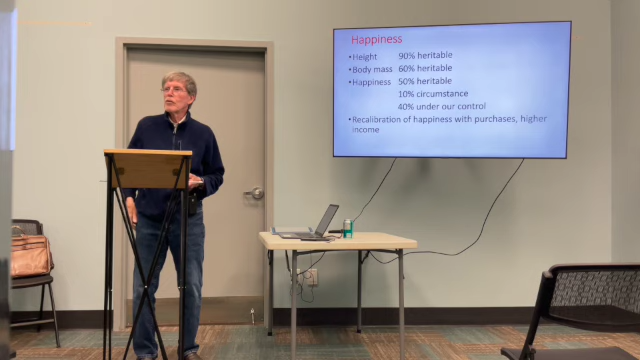 Happiness
• Height 90% heritable
• Body mass 60% heritable
• Happiness 50% heritable
10% circumstance
40% under our control
• Recalibration of happiness with purchases, higher
income